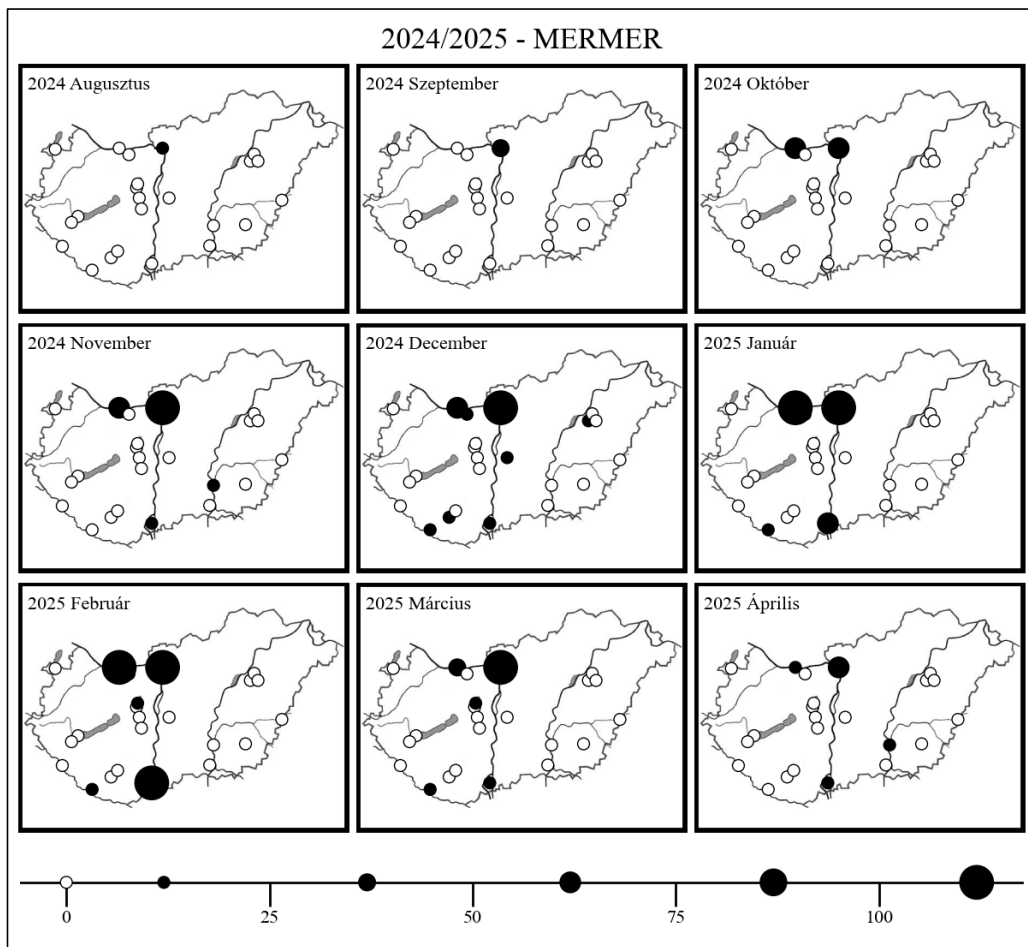 2024/2025 - MERMER
2024 Augusztus
2024 Szeptember
2024 Október
2024 November
2024 December
2025 Január
2025 Február
2025 Március
2025 Április
0
25
50
75
100